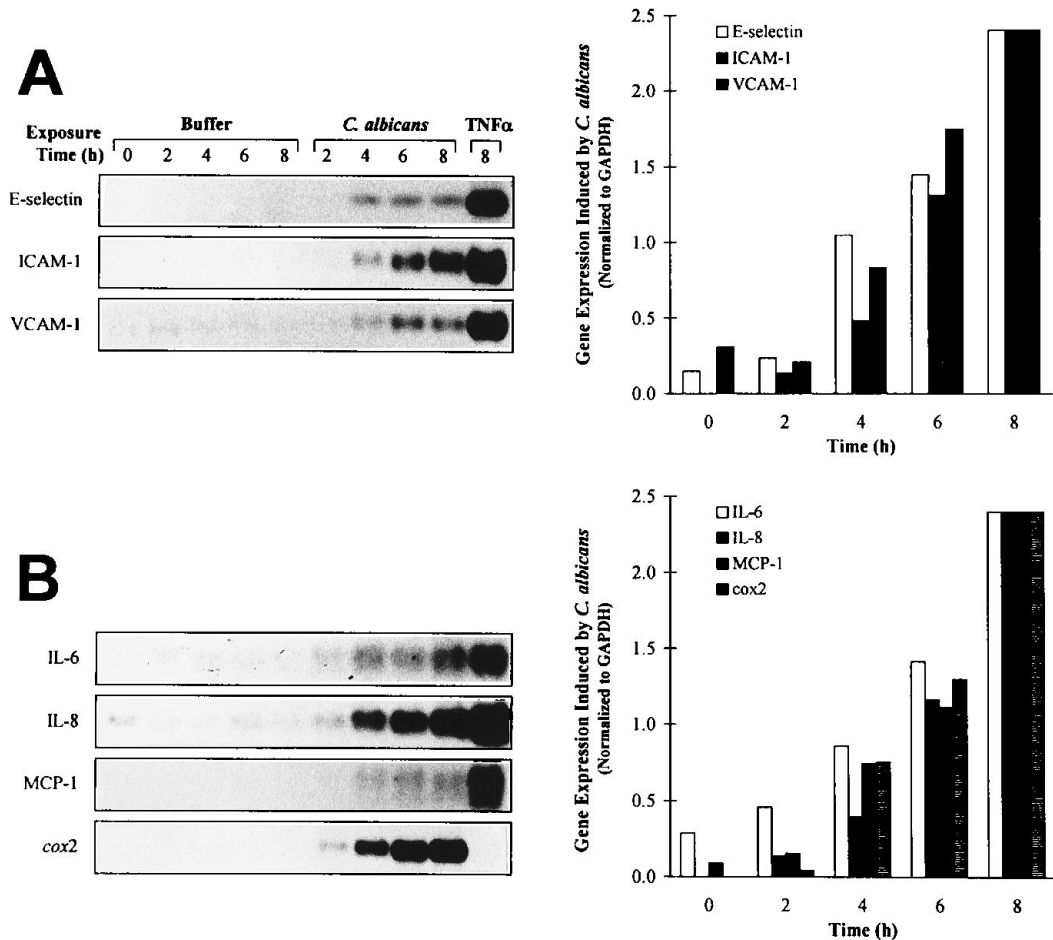 A
Buffer C. albicans TNFα
Exposure
Time (h) 0 2 4 6 8 2 4 6 8 8
E-selectin
ICAM-1
VCAM-1
Gene Expression Induced by C. albicans
(Normalized to GAPDH)
2.5
2.0
1.5
1.0
0.5
0.0
E-selectin
ICAM-1
VCAM-1
0 2 4 6 8
Time (h)
B
IL-6
IL-8
MCP-1
cox2
Gene Expression Induced by C. albicans
(Normalized to GAPDH)
2.5
2.0
1.5
1.0
0.5
0.0
IL-6
IL-8
MCP-1
cox2
0 2 4 6 8
Time (h)